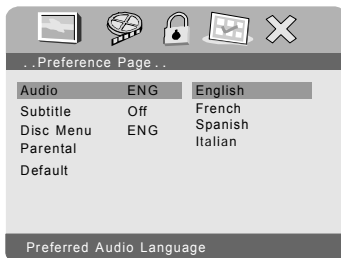 ..Preference Page..
Audio ENG English
Subtitle Off French
Disc Menu ENG Spanish
Parental Italian
Default
Preferred Audio Language